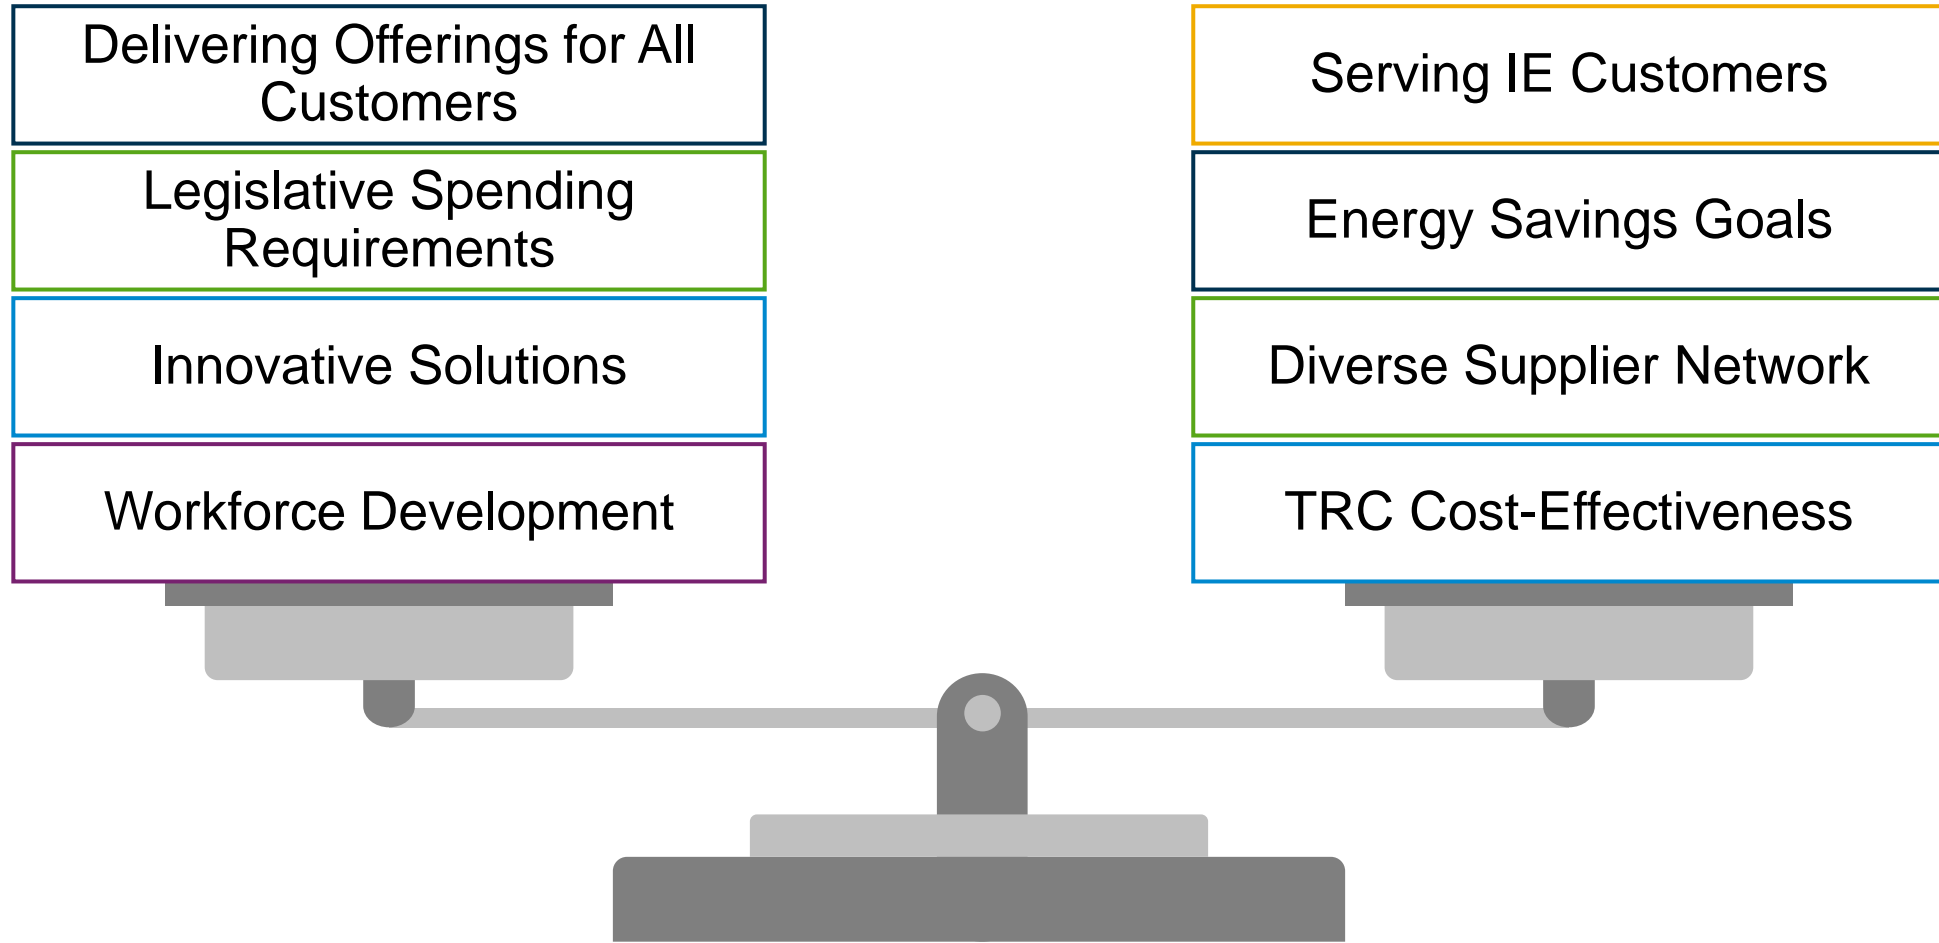 Delivering Offerings for All
Customers
Legislative Spending
Requirements
Innovative Solutions
Workforce Development
Serving IE Customers
Energy Savings Goals
Diverse Supplier Network
TRC Cost-Effectiveness